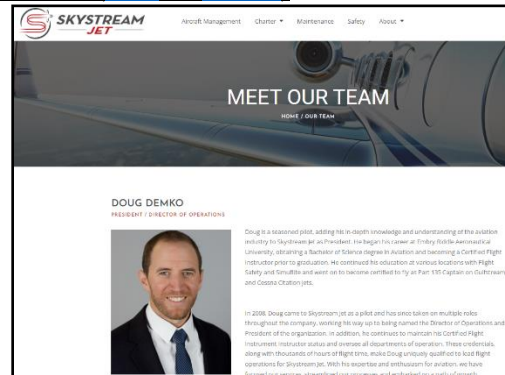 SKYSTREAM
JET
Aircraft Management Charter Maintenance Safety About
MEET OUR TEAM
HOME / OUR TEAM
DOUG DEMKO
PRESIDENT / DIRECTOR OF OPERATIONS
Doug is a seasoned pilot, adding his in-depth knowledge and understanding of the aviation
industry to Skystream Jet as President. He began his career at Embry Riddle Aeronautical
University, obtaining a Bachelor of Science degree in Aviation and becoming a Certified Flight
Instructor prior to graduation. He continued his education at various locations with Flight
Safety and Simuflite and went on to become certified to fly as Part 135 Captain on Gulfstream
and Cessna Citation jets.
In 2008, Doug came to Skystream Jet as a pilot and has since taken on multiple roles
throughout the company, working his way up to being named the Director of Operations and
President of the organization. In addition, he continues to maintain his Certified Flight
Instrument Instructor status and oversee all departments of operation. These credentials,
along with thousands of hours of flight time, make Doug uniquely qualified to lead flight
operations for Skystream Jet. With his expertise and enthusiasm for aviation, we have